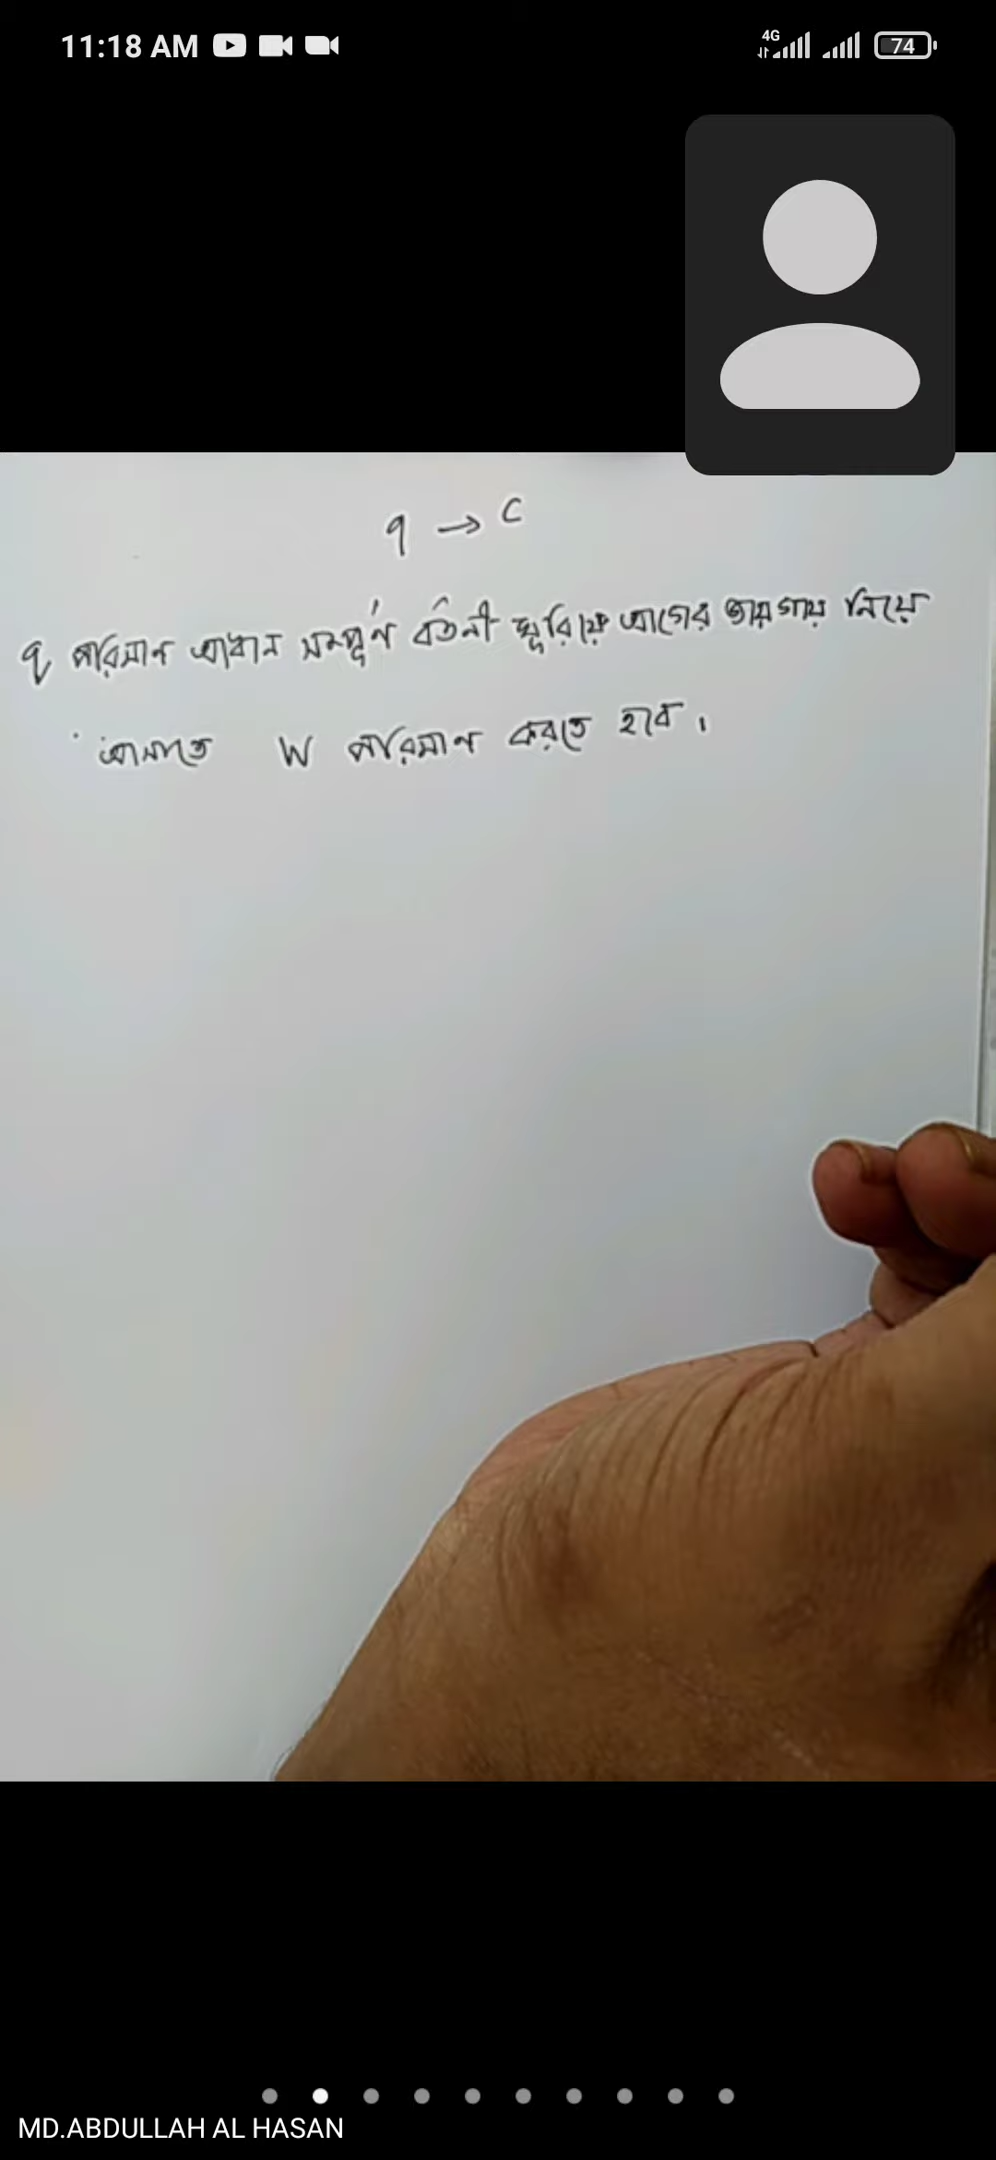 11:18 AM
4G
74
q → C
q পরিমান আধান সম্পূর্ণ বর্তনী ঘুরিয়ে আগের জায়গায় নিয়ে
আসতে W পরিমাণ করতে হবে।
MD.ABDULLAH AL HASAN